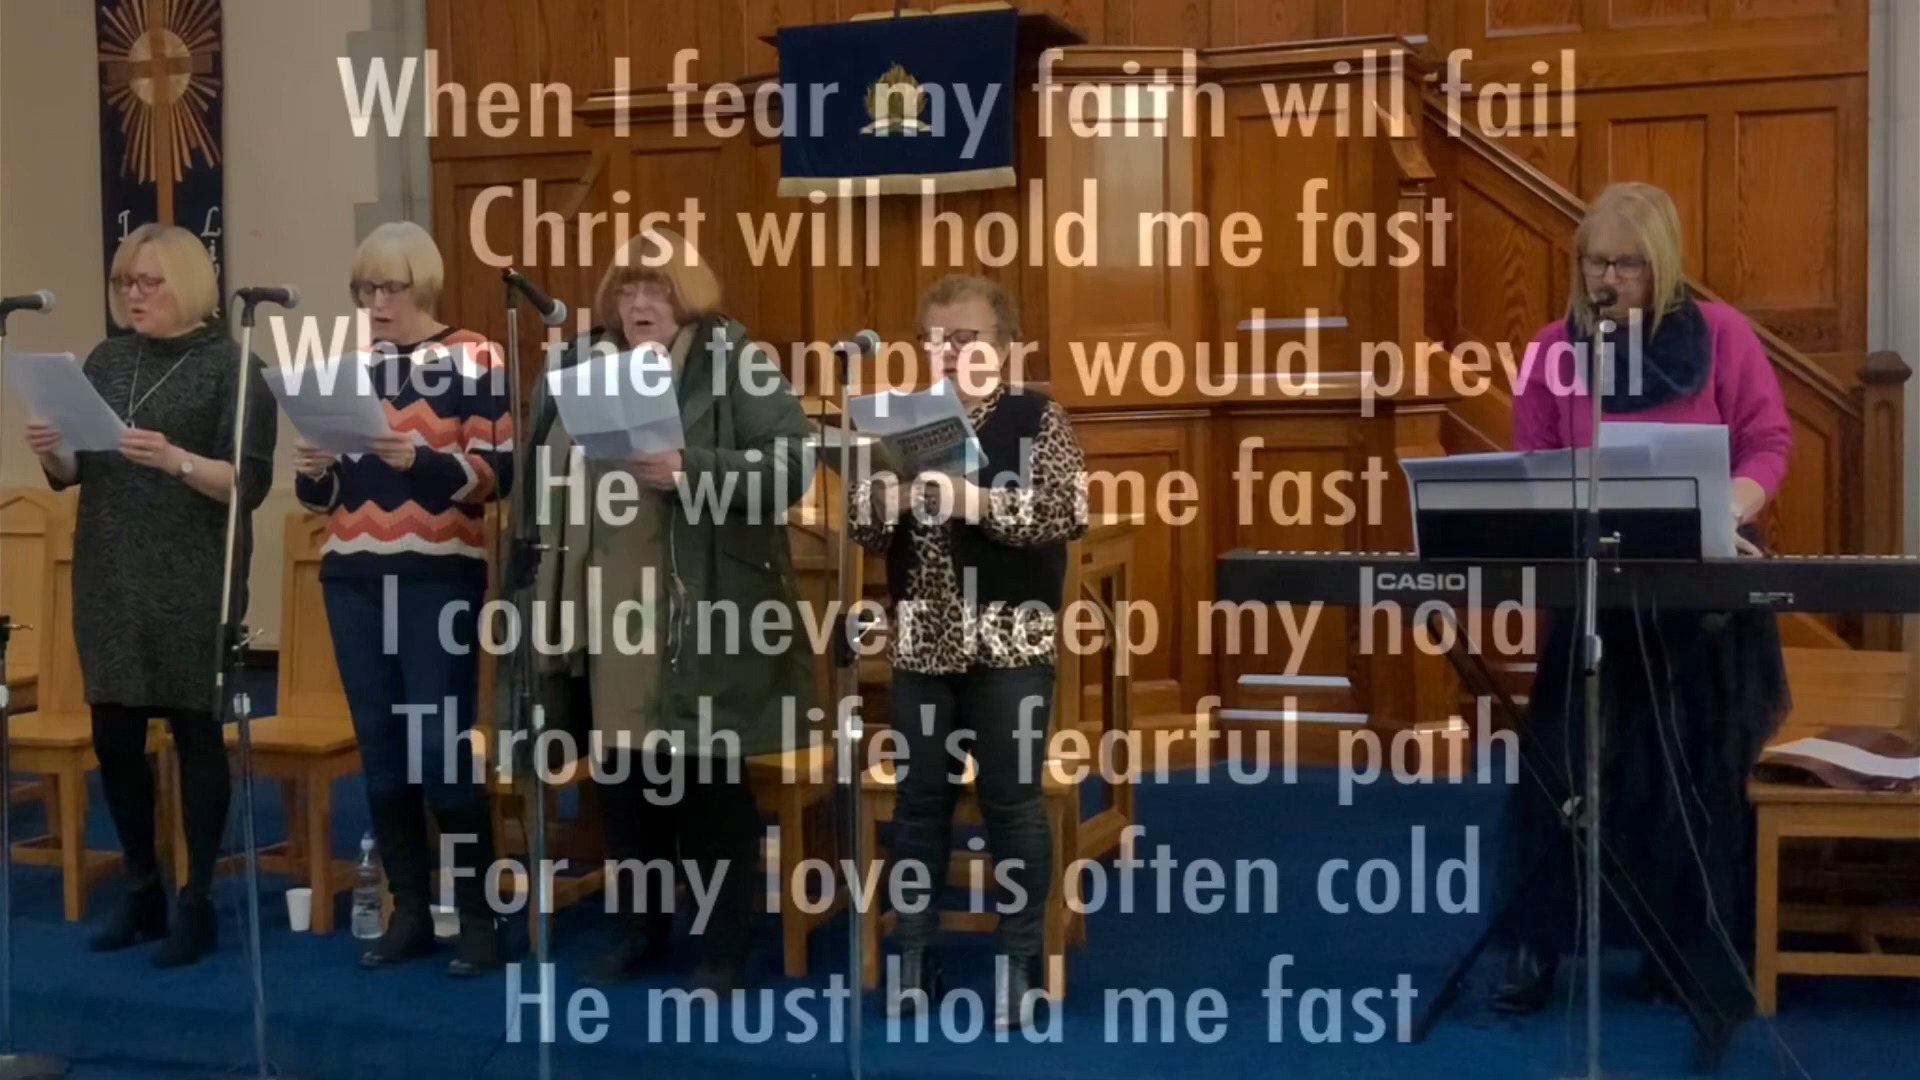 When I fear my faith will fail
Christ will hold me fast
When the tempter would prevail
He will hold me fast
I could never keep my hold
Through life's fearful path
For my love is often cold
He must hold me fast
mission praise
CASIO